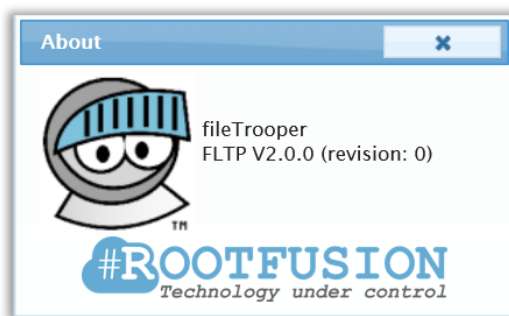 About
fileTrooper
FLTP V2.0.0 (revision: 0)
TM
#ROOTFUSION
Technology under control